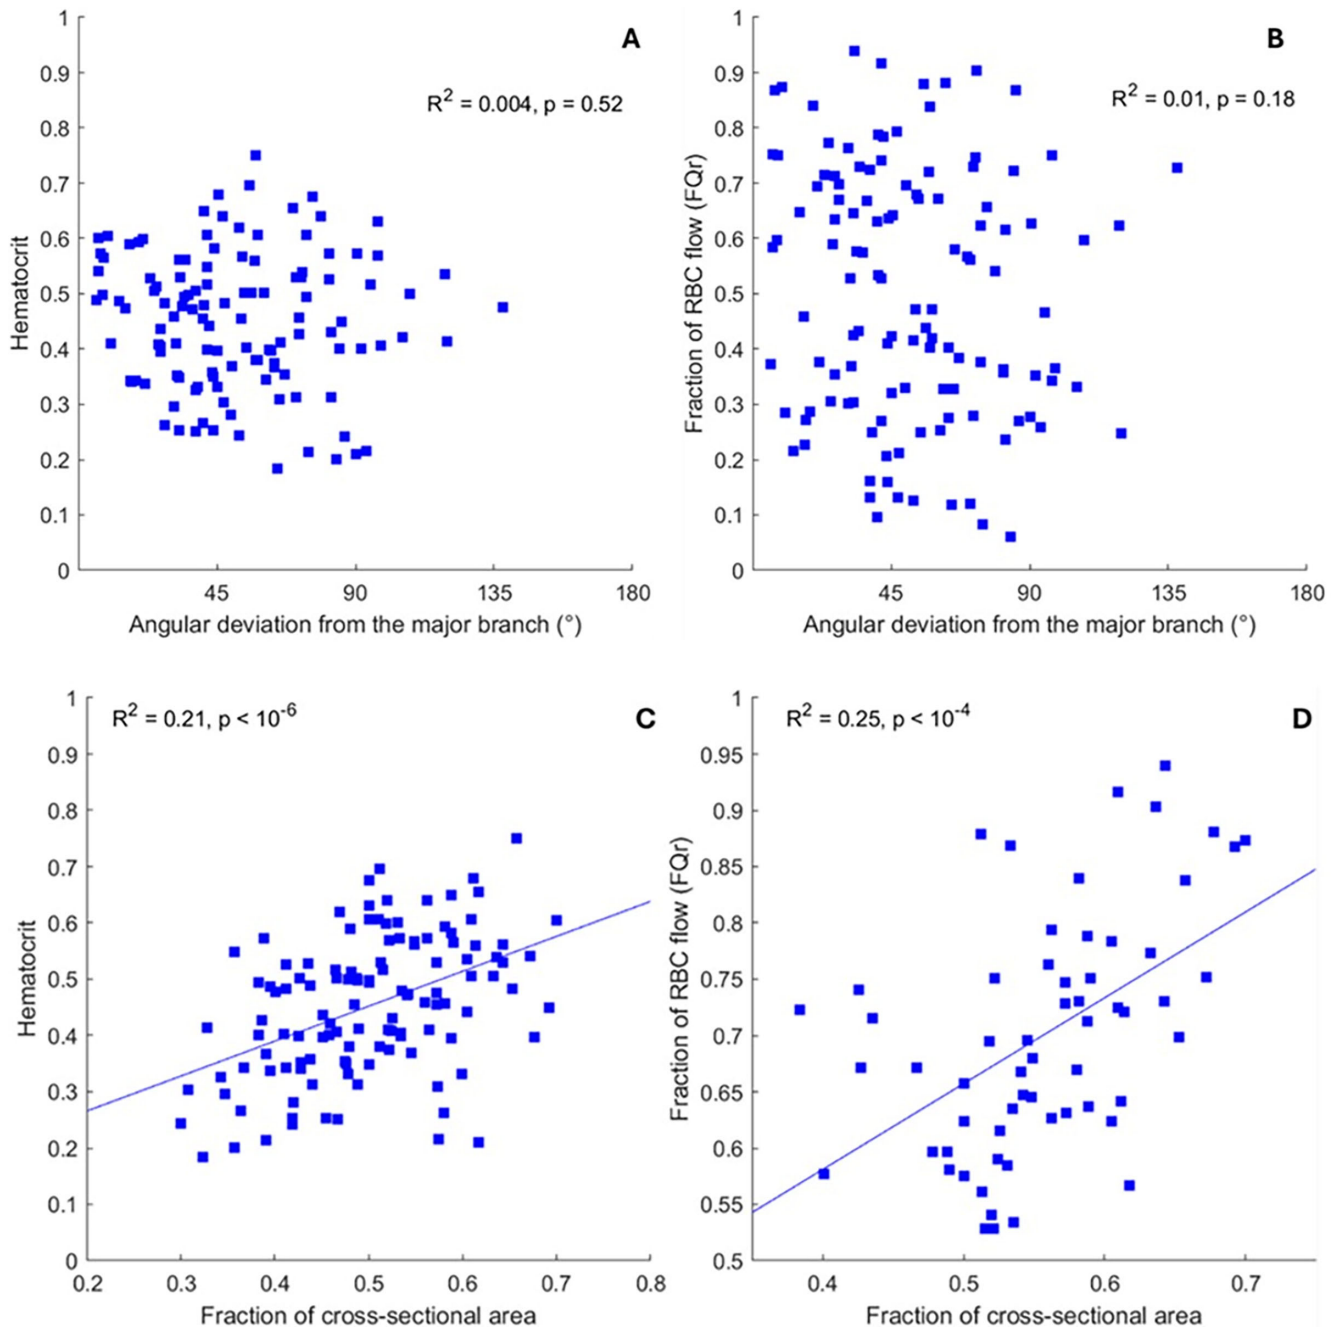 A
R² = 0.004, p = 0.52
Hematocrit
1
0.9
0.8
0.7
0.6
0.5
0.4
0.3
0.2
0.1
0
45 90 135 180
Angular deviation from the major branch (°)
B
R² = 0.01, p = 0.18
Fraction of RBC flow (FQr)
1
0.9
0.8
0.7
0.6
0.5
0.4
0.3
0.2
0.1
0
45 90 135 180
Angular deviation from the major branch (°)
R² = 0.21, p < 10⁻⁶
C
Hematocrit
1
0.9
0.8
0.7
0.6
0.5
0.4
0.3
0.2
0.1
0
0.2 0.3 0.4 0.5 0.6 0.7 0.8
Fraction of cross-sectional area
R² = 0.25, p < 10⁻⁴
D
Fraction of RBC flow (FQr)
1
0.95
0.9
0.85
0.8
0.75
0.7
0.65
0.6
0.55
0.5
0.4 0.5 0.6 0.7
Fraction of cross-sectional area